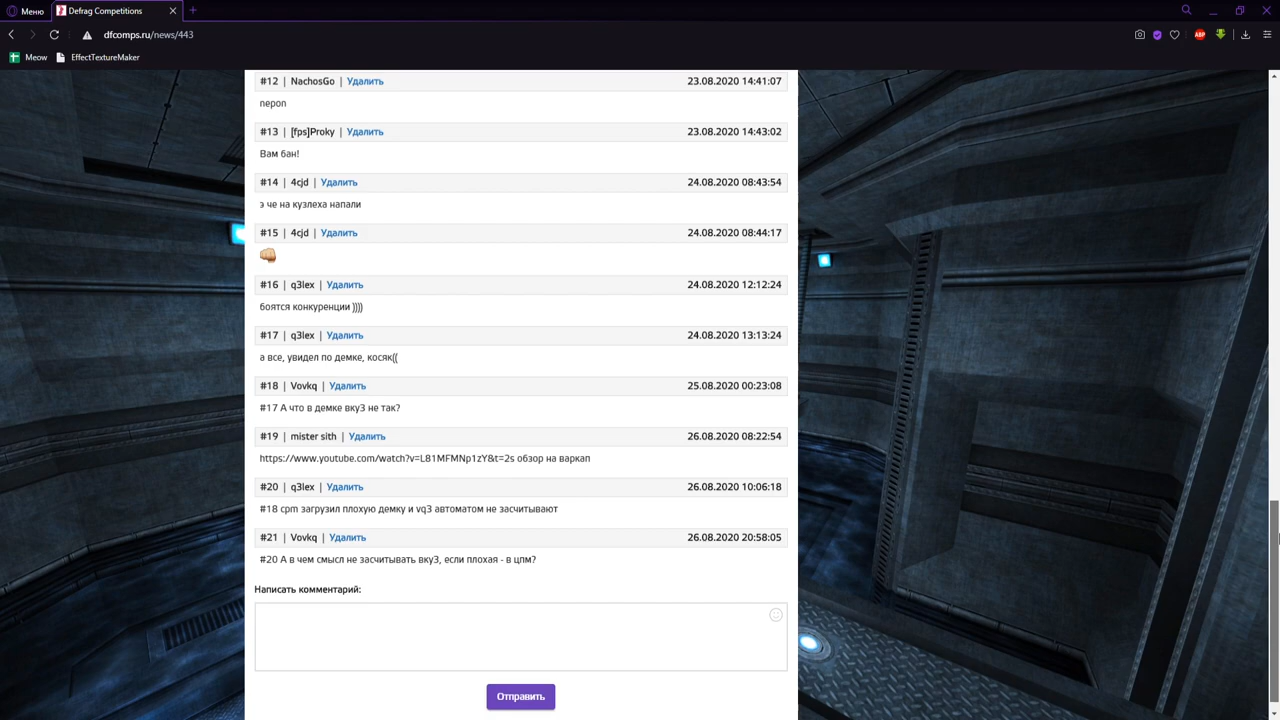 Меню
Defrag Competitions
dfcomps.ru/news/443
ABP
Meow
EffectTextureMaker
#12 | NachosGo | Удалить 23.08.2020 14:41:07
nepon
#13 | [fps]Proky | Удалить 23.08.2020 14:43:02
Вам бан!
#14 | 4cjd | Удалить 24.08.2020 08:43:54
э че на кузлеха напали
#15 | 4cjd | Удалить 24.08.2020 08:44:17
#16 | q3lex | Удалить 24.08.2020 12:12:24
боятся конкуренции ))))
#17 | q3lex | Удалить 24.08.2020 13:13:24
а все, увидел по демке, косяк((
#18 | Vovkq | Удалить 25.08.2020 00:23:08
#17 А что в демке вку3 не так?
#19 | mister sith | Удалить 26.08.2020 08:22:54
https://www.youtube.com/watch?v=L81MFMNp1zY&t=2s обзор на варкап
#20 | q3lex | Удалить 26.08.2020 10:06:18
#18 cpm загрузил плохую демку и vq3 автоматом не засчитывают
#21 | Vovkq | Удалить 26.08.2020 20:58:05
#20 А в чем смысл не засчитывать вку3, если плохая - в цпм?
Написать комментарий:
Отправить